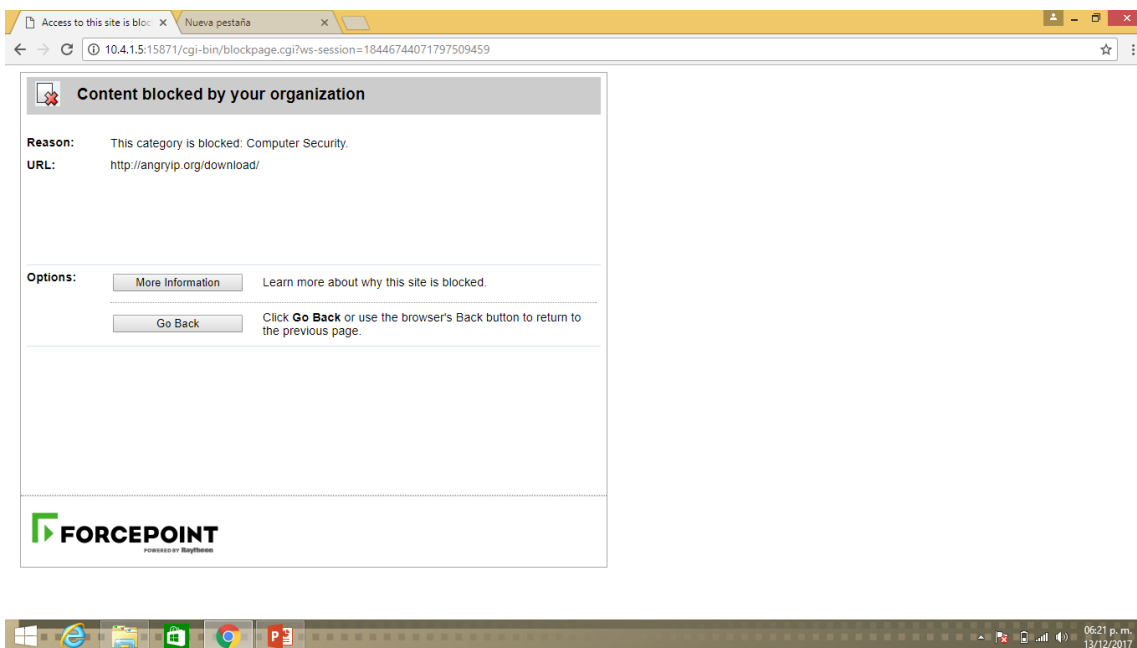 Access to this site is bloc
Nueva pestaña
10.4.1.5:15871/cgi-bin/blockpage.cgi?ws-session=18446744071797509459
Content blocked by your organization
Reason: This category is blocked: Computer Security.
URL: http://angryip.org/download/
Options: More Information Learn more about why this site is blocked.
Go Back Click Go Back or use the browser's Back button to return to
the previous page.
FORCEPOINT
POWERED BY Raytheon
06:21 p. m.
13/12/2017